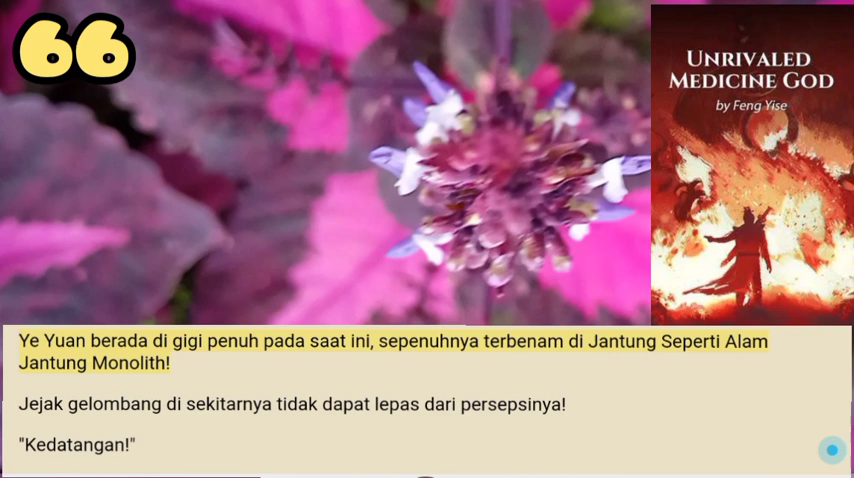 66
UNRIVALED
MEDICINE GOD
by Feng Yise
Ye Yuan berada di gigi penuh pada saat ini, sepenuhnya terbenam di Jantung Seperti Alam
Jantung Monolith!
Jejak gelombang di sekitarnya tidak dapat lepas dari persepsinya!
"Kedatangan!"